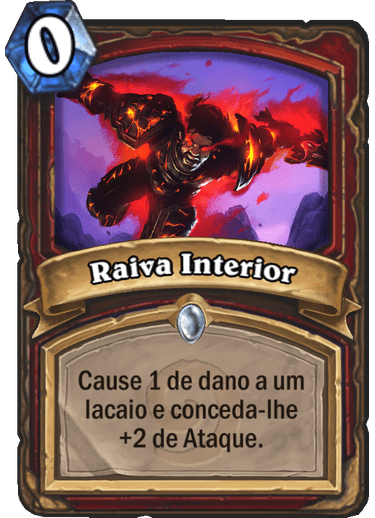 0
Raiva Interior
Cause 1 de dano a um
lacaio e conceda-lhe
+2 de Ataque.